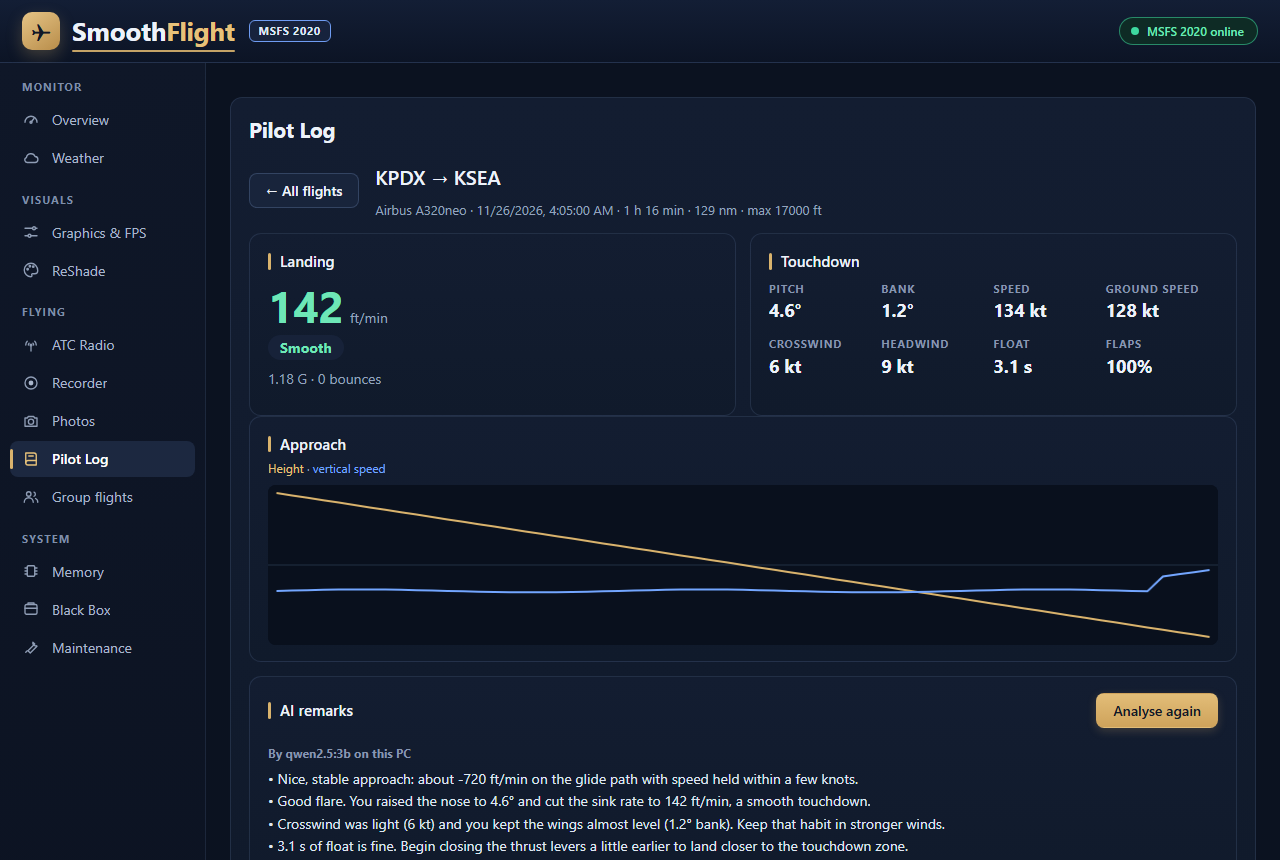 SmoothFlight MSFS 2020 MSFS 2020 online
MONITOR
Overview
Weather
VISUALS
Graphics & FPS
ReShade
FLYING
ATC Radio
Recorder
Photos
Pilot Log
Group flights
SYSTEM
Memory
Black Box
Maintenance
Pilot Log
← All flights
KPDX → KSEA
Airbus A320neo · 11/26/2026, 4:05:00 AM · 1 h 16 min · 129 nm · max 17000 ft
Landing
142 ft/min
Smooth
1.18 G · 0 bounces
Touchdown
PITCH BANK SPEED GROUND SPEED
4.6° 1.2° 134 kt 128 kt
CROSSWIND HEADWIND FLOAT FLAPS
6 kt 9 kt 3.1 s 100%
Approach
Height · vertical speed
AI remarks
Analyse again
By qwen2.5:3b on this PC
• Nice, stable approach: about -720 ft/min on the glide path with speed held within a few knots.
• Good flare. You raised the nose to 4.6° and cut the sink rate to 142 ft/min, a smooth touchdown.
• Crosswind was light (6 kt) and you kept the wings almost level (1.2° bank). Keep that habit in stronger winds.
• 3.1 s of float is fine. Begin closing the thrust levers a little earlier to land closer to the touchdown zone.